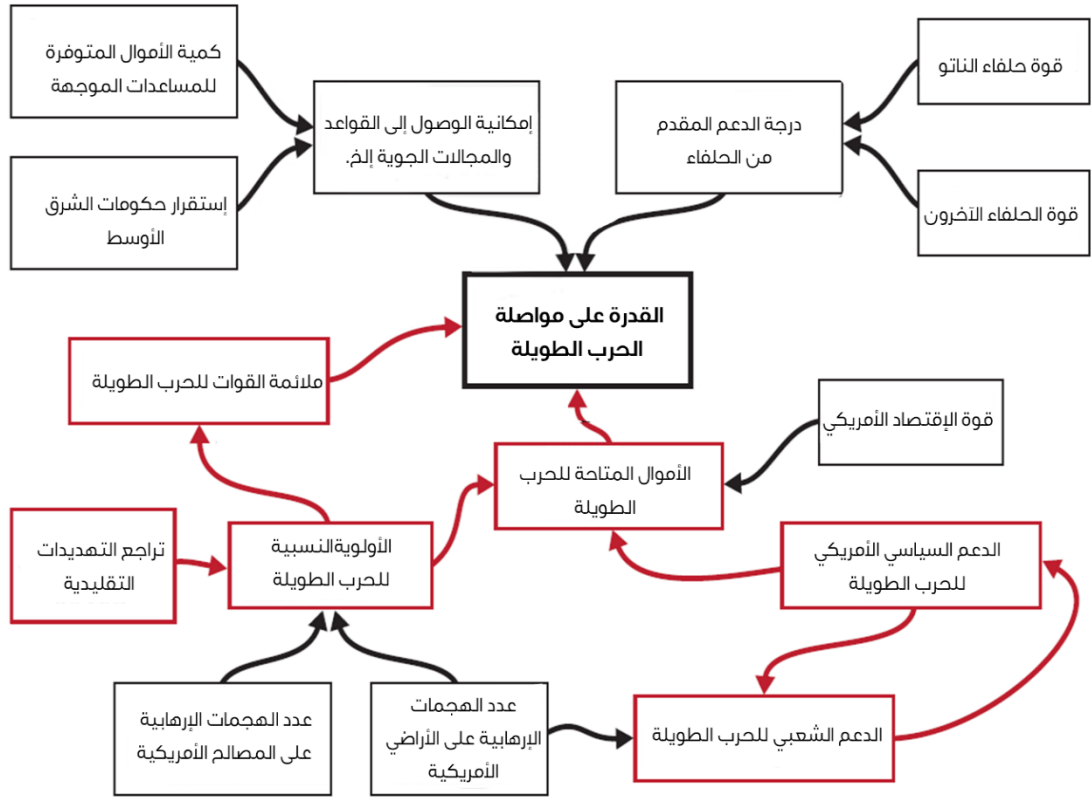 قوة حلفاء الناتو
كمية الأموال المتوفرة
للمساعدات الموجهة
درجة الدعم المقدم
من الحلفاء
إمكانية الوصول إلى القواعد
والمجالات الجوية إلخ.
قوة الحلفاء الآخرون
إستقرار حكومات الشرق
الأوسط
القدرة على مواصلة
الحرب الطويلة
ملائمة القوات للحرب الطويلة
قوة الإقتصاد الأمريكي
الأموال المتاحة للحرب
الطويلة
الدعم السياسي الأمريكي
للحرب الطويلة
الأولويةالنسبية
للحرب الطويلة
تراجع التهديدات
التقليدية
الدعم الشعبي للحرب الطويلة
عدد الهجمات
الإرهابية على الأراضي
الأمريكية
عدد الهجمات الإرهابية
على المصالح الأمريكية